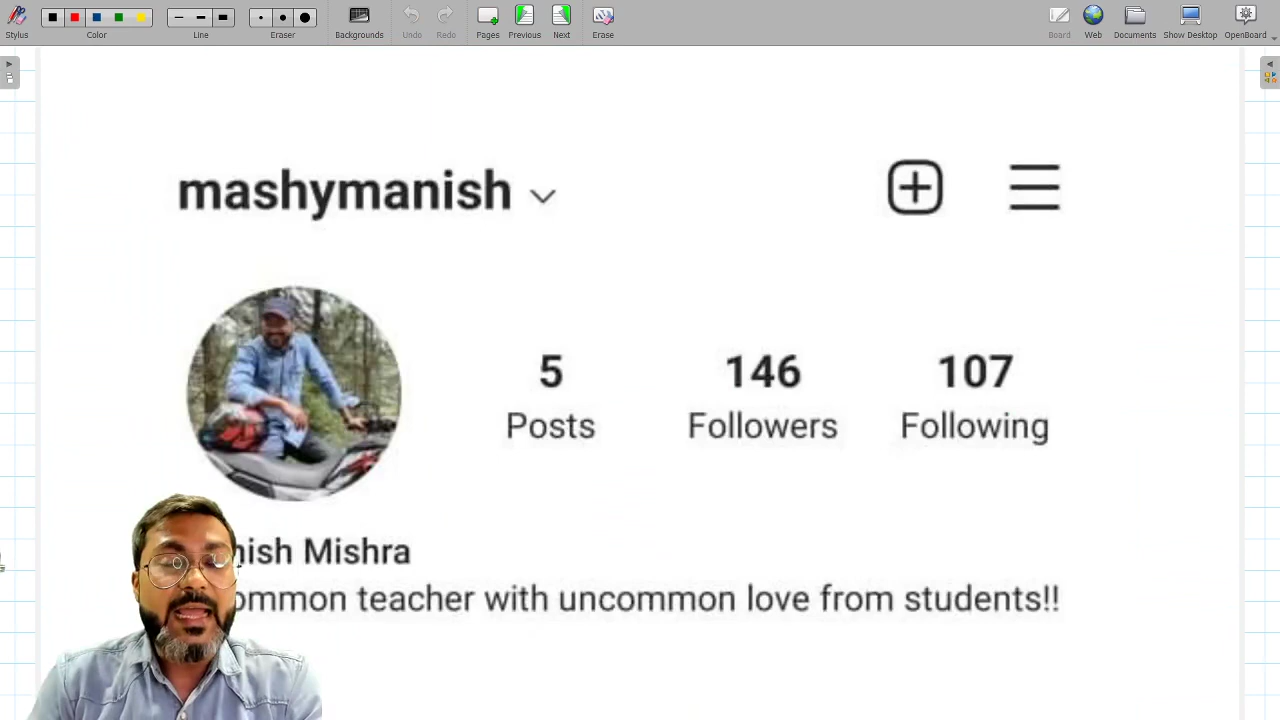 Stylus
Color
Line
Eraser
Backgrounds
Undo
Redo
Pages
Previous
Next
Erase
Board
Web
Documents
Show Desktop
OpenBoard
mashymanish
5 146 107
Posts Followers Following
nish Mishra
ommon teacher with uncommon love from students!!